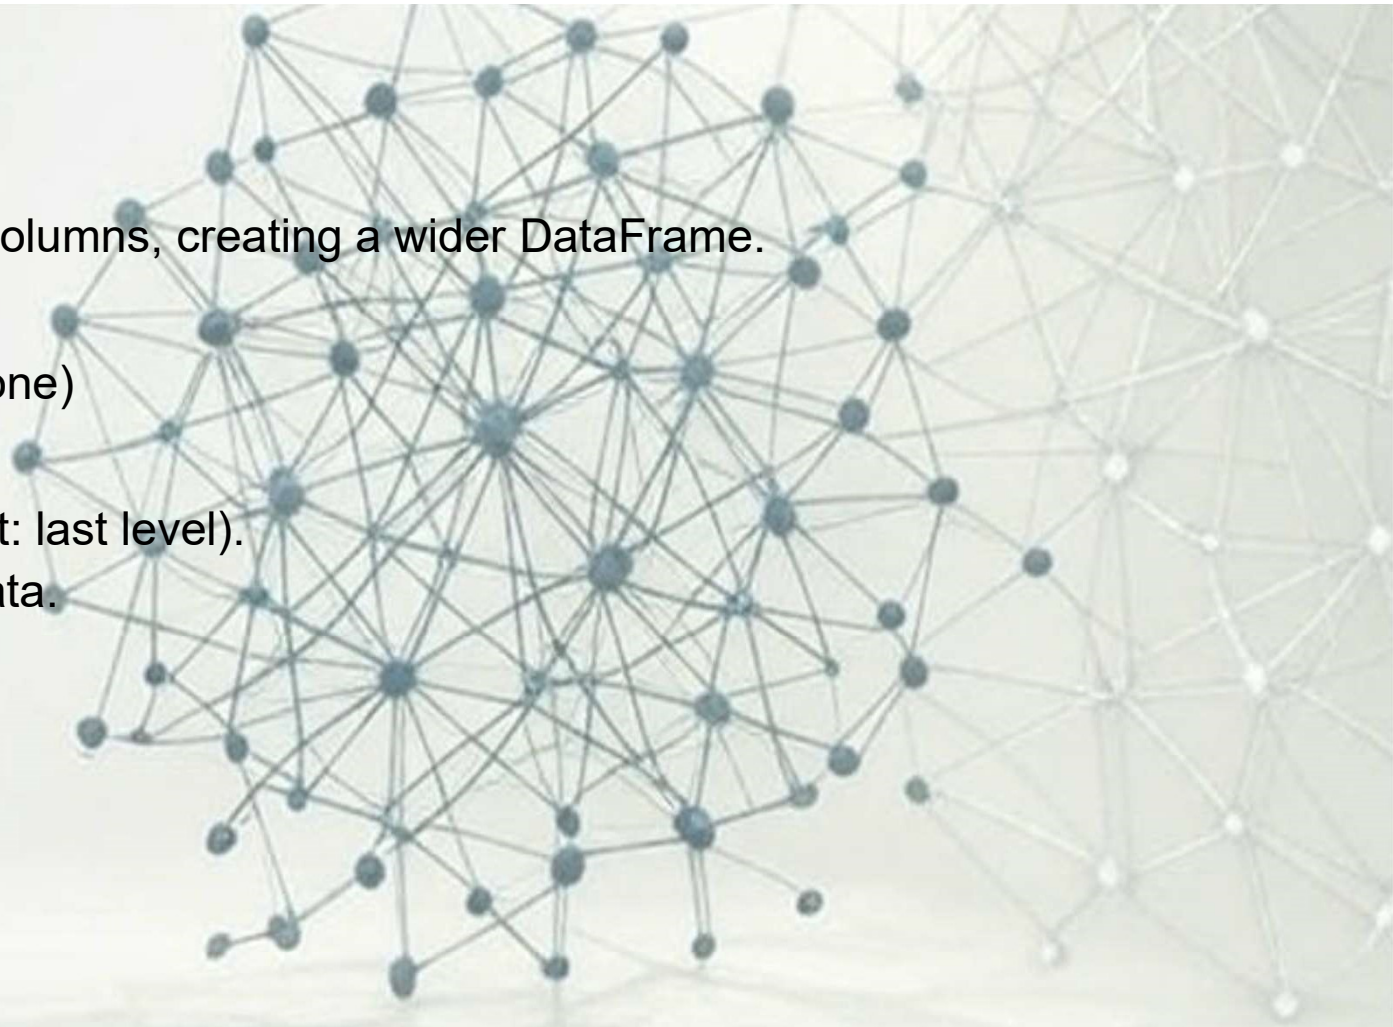 olumns, creating a wider DataFrame.
one)
t: last level).
ata.